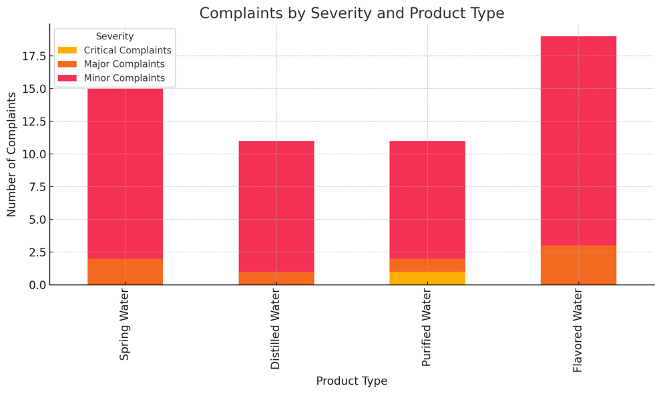 Complaints by Severity and Product Type
Severity
Critical Complaints
Major Complaints
Minor Complaints
Number of Complaints
17.5
15.0
12.5
10.0
7.5
5.0
2.5
0.0
Spring Water
Distilled Water
Purified Water
Flavored Water
Product Type